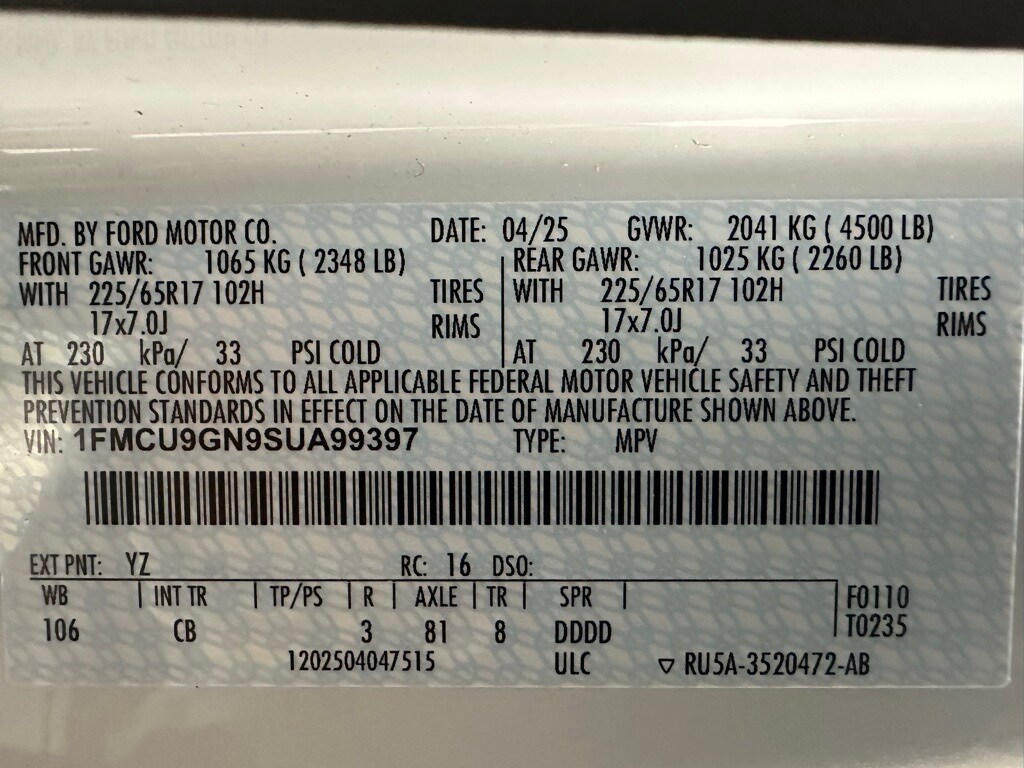 MFD. BY FORD MOTOR CO. DATE: 04/25 GVWR: 2041 KG ( 4500 LB)
FRONT GAWR: 1065 KG ( 2348 LB) REAR GAWR: 1025 KG ( 2260 LB)
WITH 225/65R17 102H TIRES WITH 225/65R17 102H TIRES
17x7.0J RIMS 17x7.0J RIMS
AT 230 kPa/ 33 PSI COLD AT 230 kPa/ 33 PSI COLD
THIS VEHICLE CONFORMS TO ALL APPLICABLE FEDERAL MOTOR VEHICLE SAFETY AND THEFT
PREVENTION STANDARDS IN EFFECT ON THE DATE OF MANUFACTURE SHOWN ABOVE.
VIN: 1FMCU9GN9SUA99397 TYPE: MPV
EXT PNT: YZ RC: 16 DSO:
WB INT TR TP/PS R AXLE TR SPR F0110
106 CB 3 81 8 DDDD T0235
1202504047515 ULC ▽ RU5A-3520472-AB